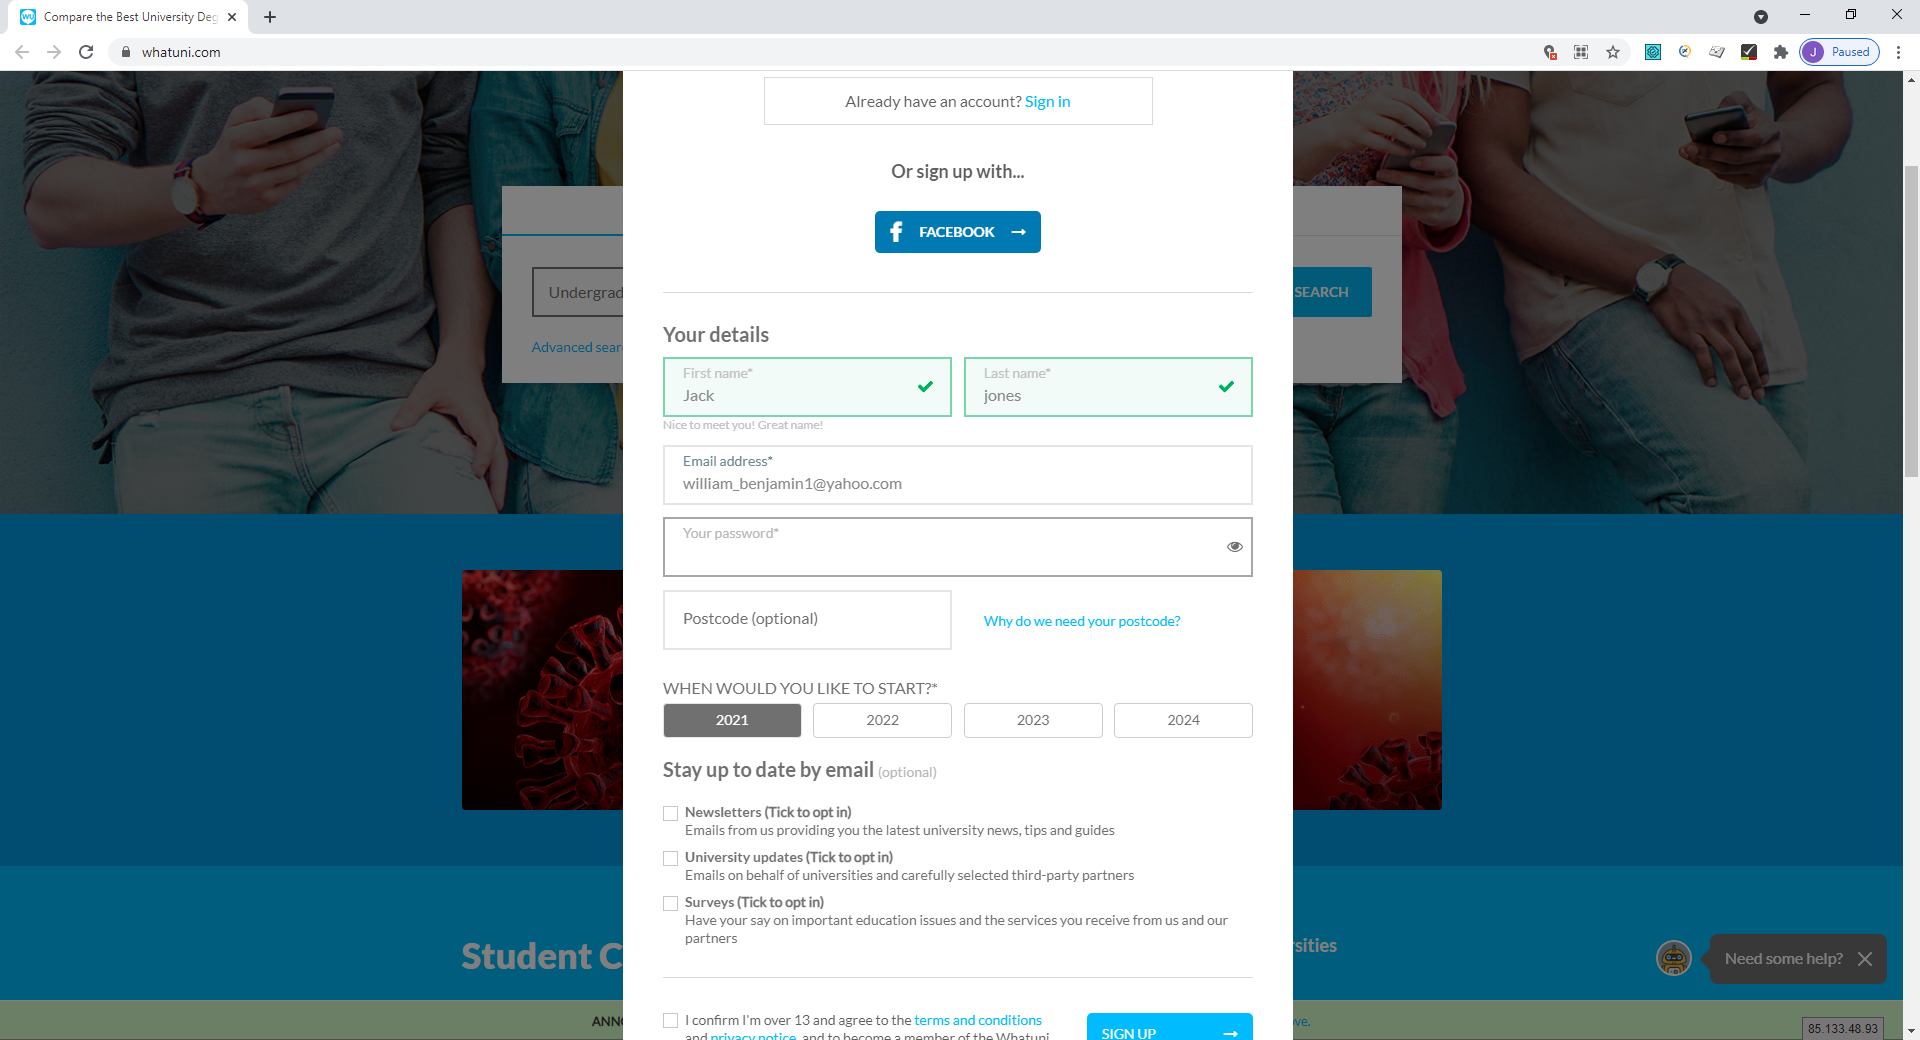 Compare the Best University Deg
whatuni.com
J Paused
Already have an account? Sign in
Or sign up with...
FACEBOOK
Undergrad
SEARCH
Advanced sear
Your details
First name*
Jack
Last name*
jones
Nice to meet you! Great name!
Email address*
william_benjamin1@yahoo.com
Your password*
Postcode (optional)
Why do we need your postcode?
WHEN WOULD YOU LIKE TO START?*
2021 2022 2023 2024
Stay up to date by email (optional)
Newsletters (Tick to opt in)
Emails from us providing you the latest university news, tips and guides
University updates (Tick to opt in)
Emails on behalf of universities and carefully selected third-party partners
Surveys (Tick to opt in)
Have your say on important education issues and the services you receive from us and our
partners
Student C
rsities
Need some help?
ANNO
I confirm I'm over 13 and agree to the terms and conditions
and privacy notice, and to become a member of the Whatuni
SIGN UP
ve.
85.133.48.93